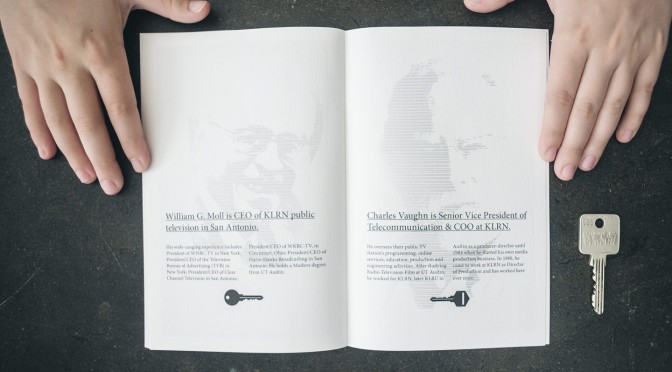 William G. Moll is CEO of KLRN public
television in San Antonio.
His wide-ranging experience includes
President of WNBC-TV in New York;
President/CEO of the Television
Bureau of Advertising (TVB) in
New York; President/CEO of Clear
Channel Television in San Antonio;
President/CEO of WKRC-TV, in
Cincinnati, Ohio; President/CEO of
Harte-Hanks Broadcasting in San
Antonio. He holds a Masters degree
from UT Austin.
Charles Vaughn is Senior Vice President of
Telecommunication & COO at KLRN.
He oversees their public TV
station's programming, online
services, education, production and
engineering activities. After studying
Radio-Television-Film at UT Austin,
he worked for KLRN, later KLRU in
Austin as a producer-director until
1980 when he started his own media
production business. In 1988, he
came to work at KLRN as Director
of Production and has worked here
ever since.